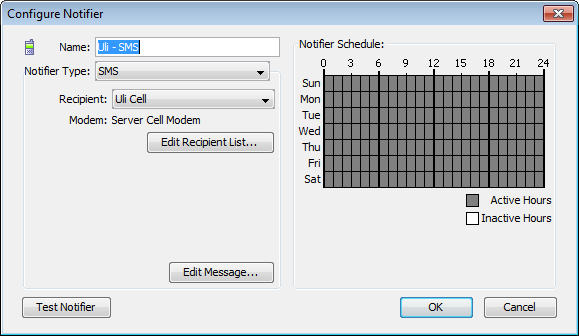 Configure Notifier
Name: Uli - SMS
Notifier Type: SMS
Recipient: Uli Cell
Modem: Server Cell Modem
Edit Recipient List...
Edit Message...
Test Notifier
Notifier Schedule:
0 3 6 9 12 15 18 21 24
Sun
Mon
Tue
Wed
Thu
Fri
Sat
Active Hours
Inactive Hours
OK
Cancel